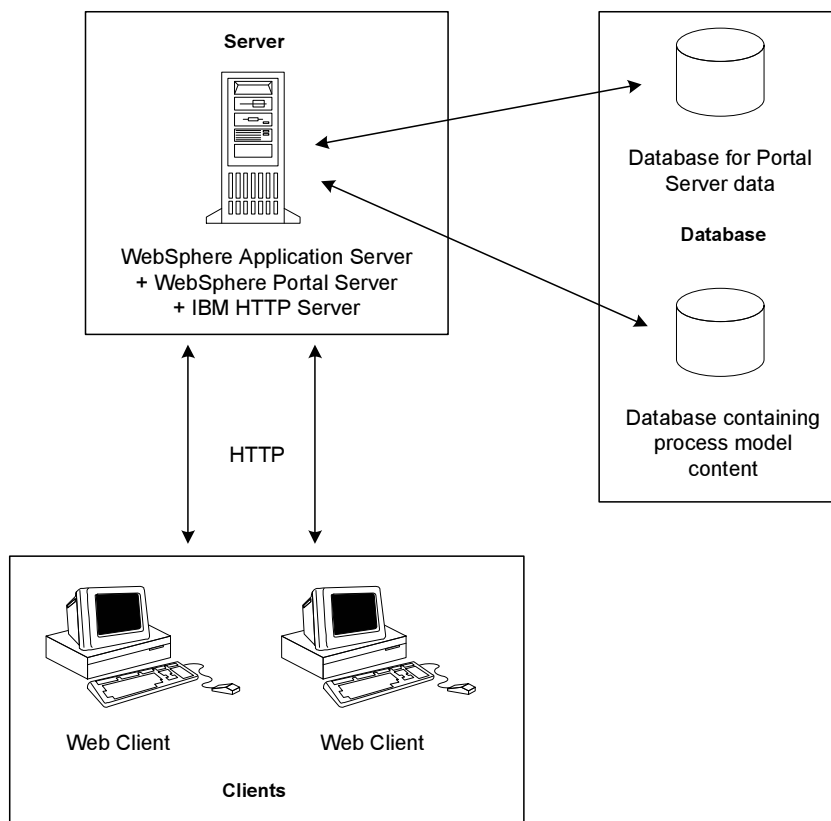 Server
WebSphere Application Server
+ WebSphere Portal Server
+ IBM HTTP Server
Database for Portal
Server data
Database
Database containing
process model
content
HTTP
Web Client
Web Client
Clients